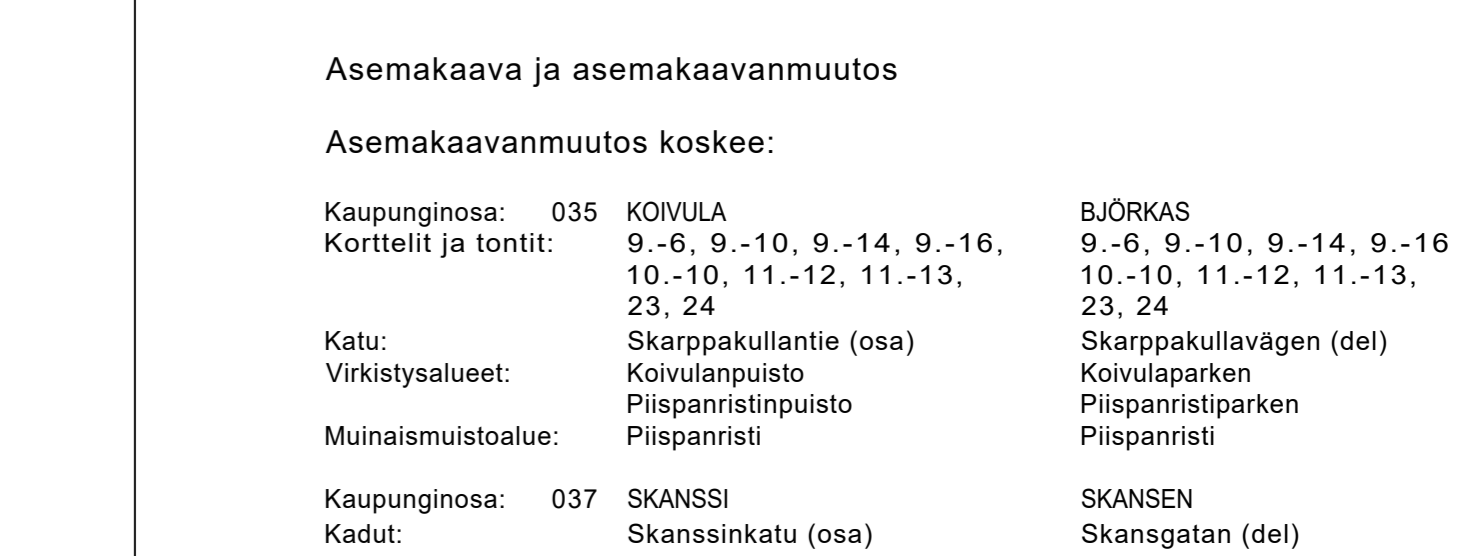 Asemakaava ja asemakaavanmuutos
Asemakaavanmuutos koskee:
Kaupunginosa: 035 KOIVULA BJÖRKAS
Korttelit ja tontit: 9.-6, 9.-10, 9.-14, 9.-16, 9.-6, 9.-10, 9.-14, 9.-16
10.-10, 11.-12, 11.-13, 10.-10, 11.-12, 11.-13,
23, 24 23, 24
Katu: Skarppakullantie (osa) Skarppakullavägen (del)
Virkistysalueet: Koivulanpuisto Koivulaparken
Piispanristinpuisto Piispanristiparken
Muinaismuistoalue: Piispanristi Piispanristi
Kaupunginosa: 037 SKANSSI SKANSEN
Kadut: Skanssinkatu (osa) Skansgatan (del)